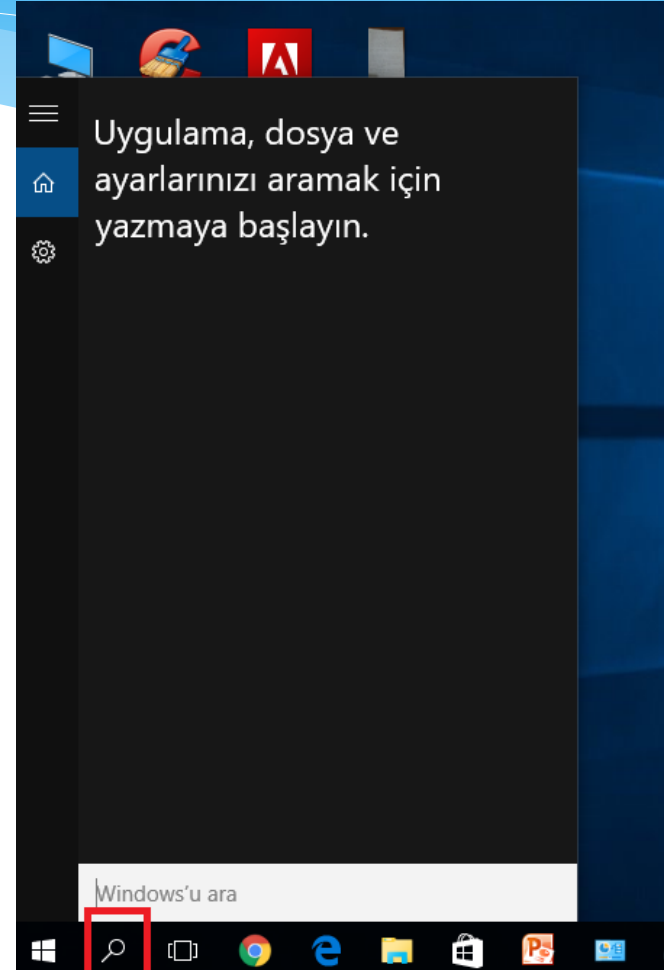 Uygulama, dosya ve
ayarlarınızı aramak için
yazmaya başlayın.
Windows'u ara